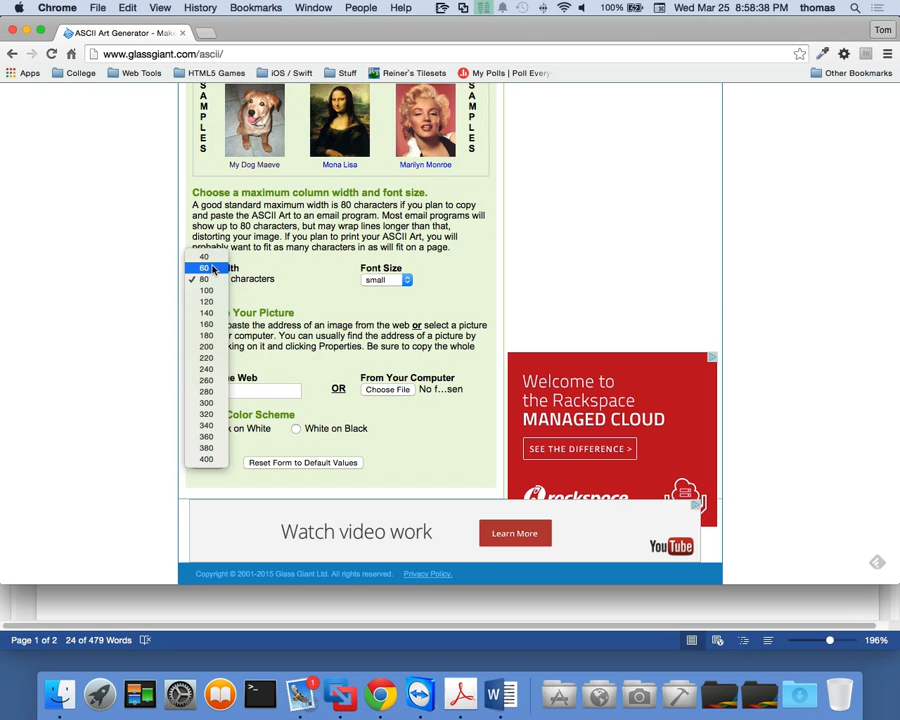 Chrome File Edit View History Bookmarks Window People Help 100% Wed Mar 25 8:58:38 PM thomas
ASCII Art Generator - Mak Tom
www.glassgiant.com/ascii/
Apps College Web Tools HTML5 Games iOS / Swift Stuff Reiner's Tilesets My Polls | Poll Every Other Bookmarks
SAMPLES
SAMPLES
My Dog Maeve Mona Lisa Marilyn Monroe
Choose a maximum column width and font size.
A good standard maximum width is 80 characters if you plan to copy
and paste the ASCII Art to an email program. Most email programs will
show up to 80 characters, but may wrap lines longer than that,
distorting your image. If you plan to print your ASCII Art, you will
probably want to fit as many characters in as will fit on a page.
40
60
✓ 80 characters
100
120
140
160
180
200
220
240
260
280
300
320
340
360
380
400
Font Size
small
Your Picture
paste the address of an image from the web or select a picture
computer. You can usually find the address of a picture by
king on it and clicking Properties. Be sure to copy the whole
e Web OR From Your Computer
Choose File No f...sen
Color Scheme
k on White White on Black
Reset Form to Default Values
Welcome to
the Rackspace
MANAGED CLOUD
SEE THE DIFFERENCE >
rackspace
Watch video work Learn More YouTube
Copyright © 2001-2015 Glass Giant Ltd. All rights reserved. Privacy Policy.
Page 1 of 2 24 of 479 Words 196%
1